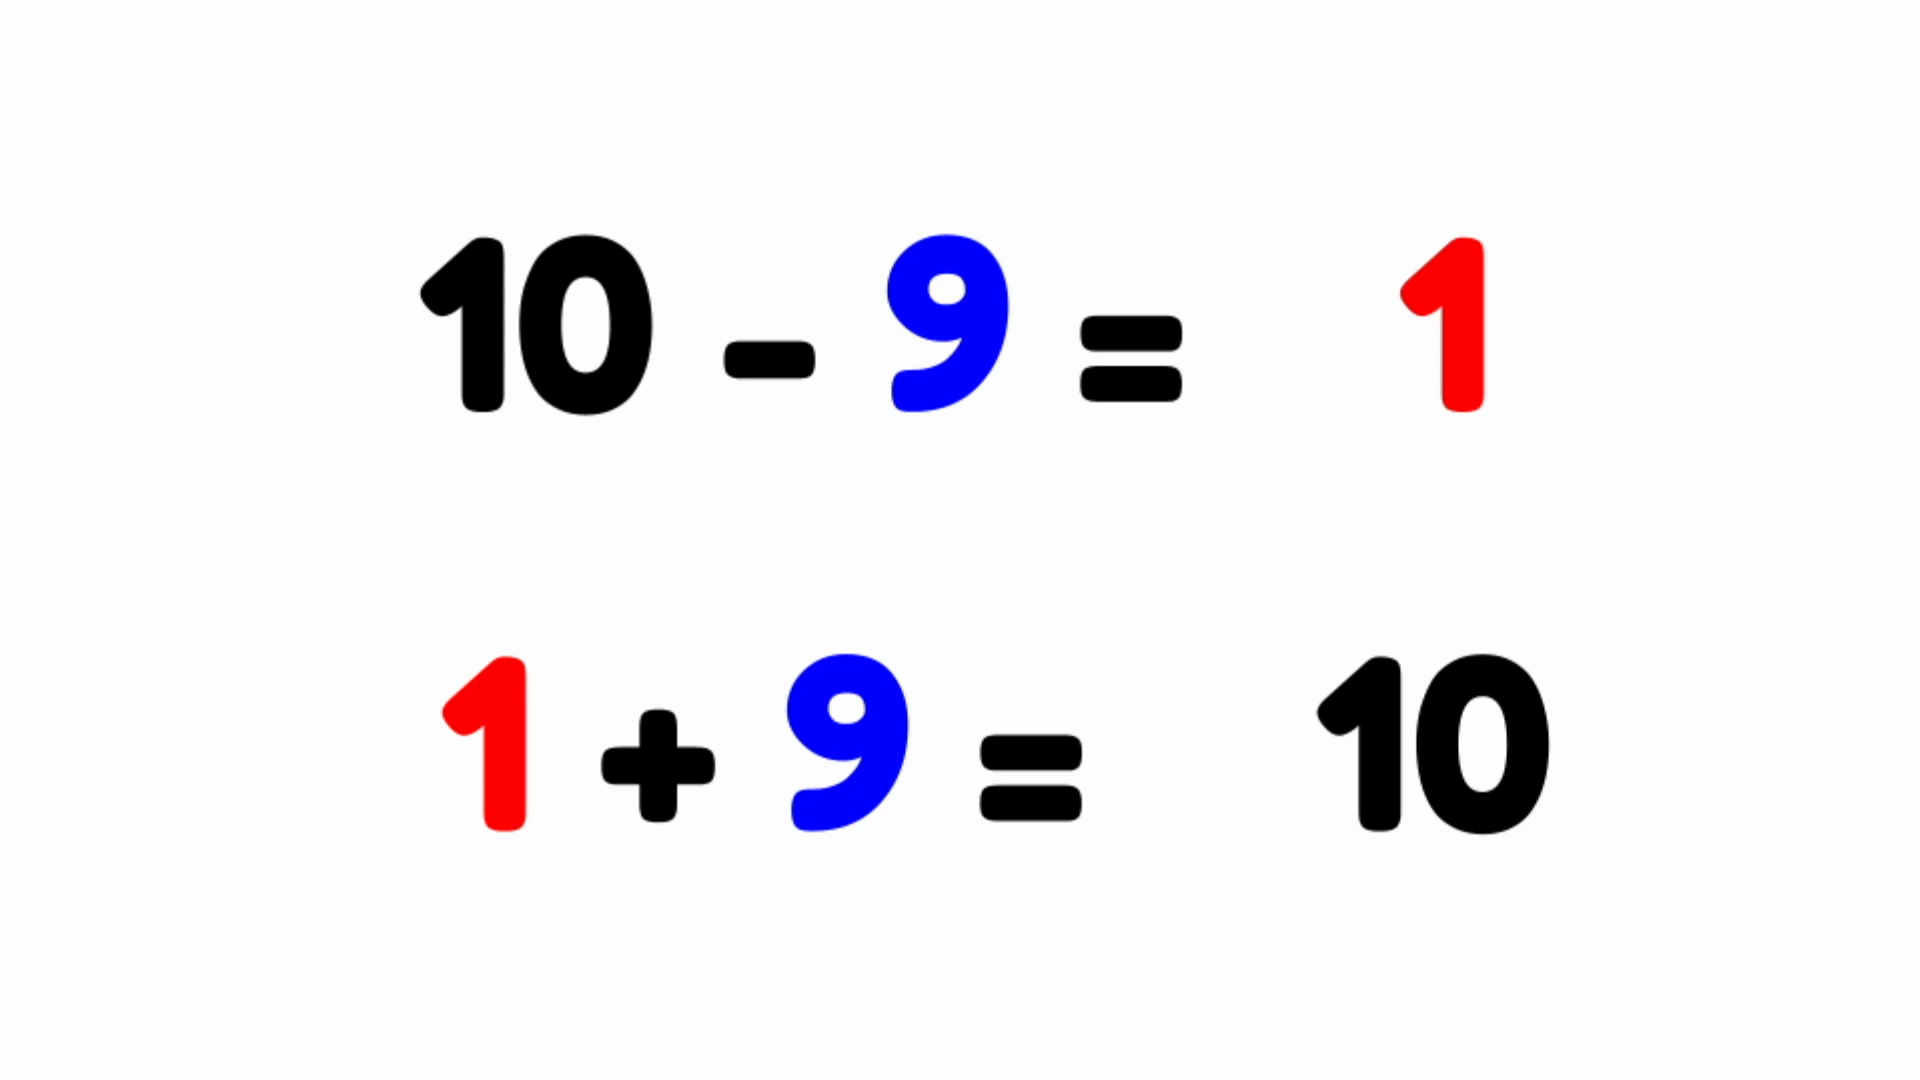 10 - 9 = 1
1 + 9 = 10